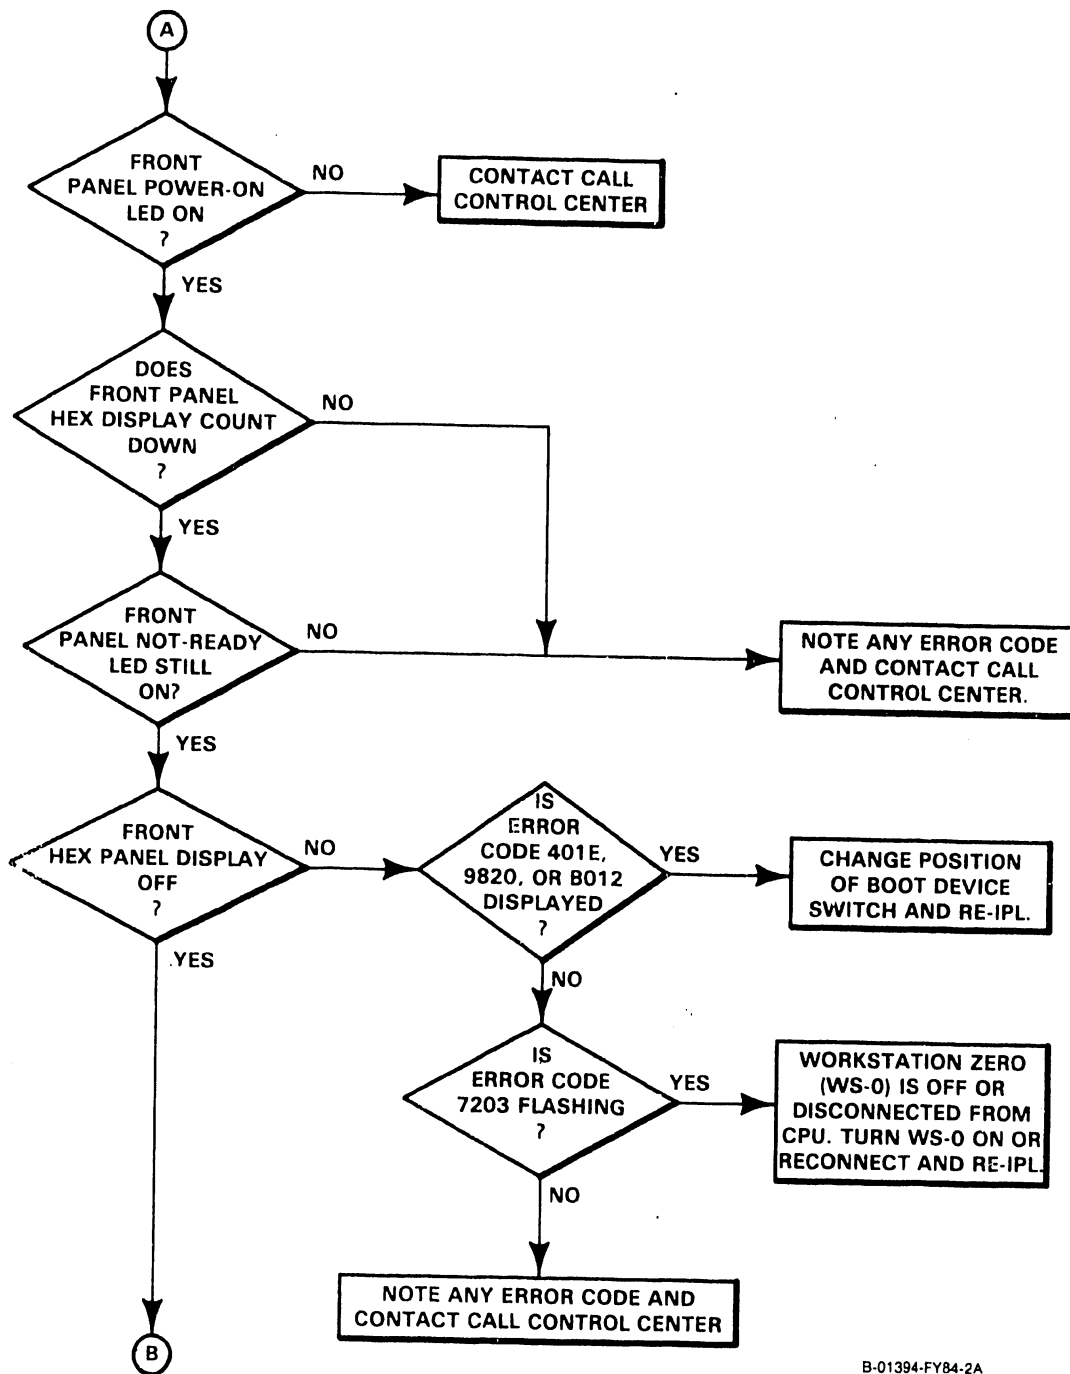 A
FRONT
PANEL POWER-ON
LED ON
?
NO
CONTACT CALL
CONTROL CENTER
YES
DOES
FRONT PANEL
HEX DISPLAY COUNT
DOWN
?
NO
YES
FRONT
PANEL NOT-READY
LED STILL
ON?
NO
NOTE ANY ERROR CODE
AND CONTACT CALL
CONTROL CENTER.
YES
FRONT
HEX PANEL DISPLAY
OFF
?
NO
IS
ERROR
CODE 401E,
9820, OR B012
DISPLAYED
?
YES
CHANGE POSITION
OF BOOT DEVICE
SWITCH AND RE-IPL.
YES
NO
IS
ERROR CODE
7203 FLASHING
?
YES
WORKSTATION ZERO
(WS-0) IS OFF OR
DISCONNECTED FROM
CPU. TURN WS-0 ON OR
RECONNECT AND RE-IPL.
NO
NOTE ANY ERROR CODE AND
CONTACT CALL CONTROL CENTER
B
B-01394-FY84-2A